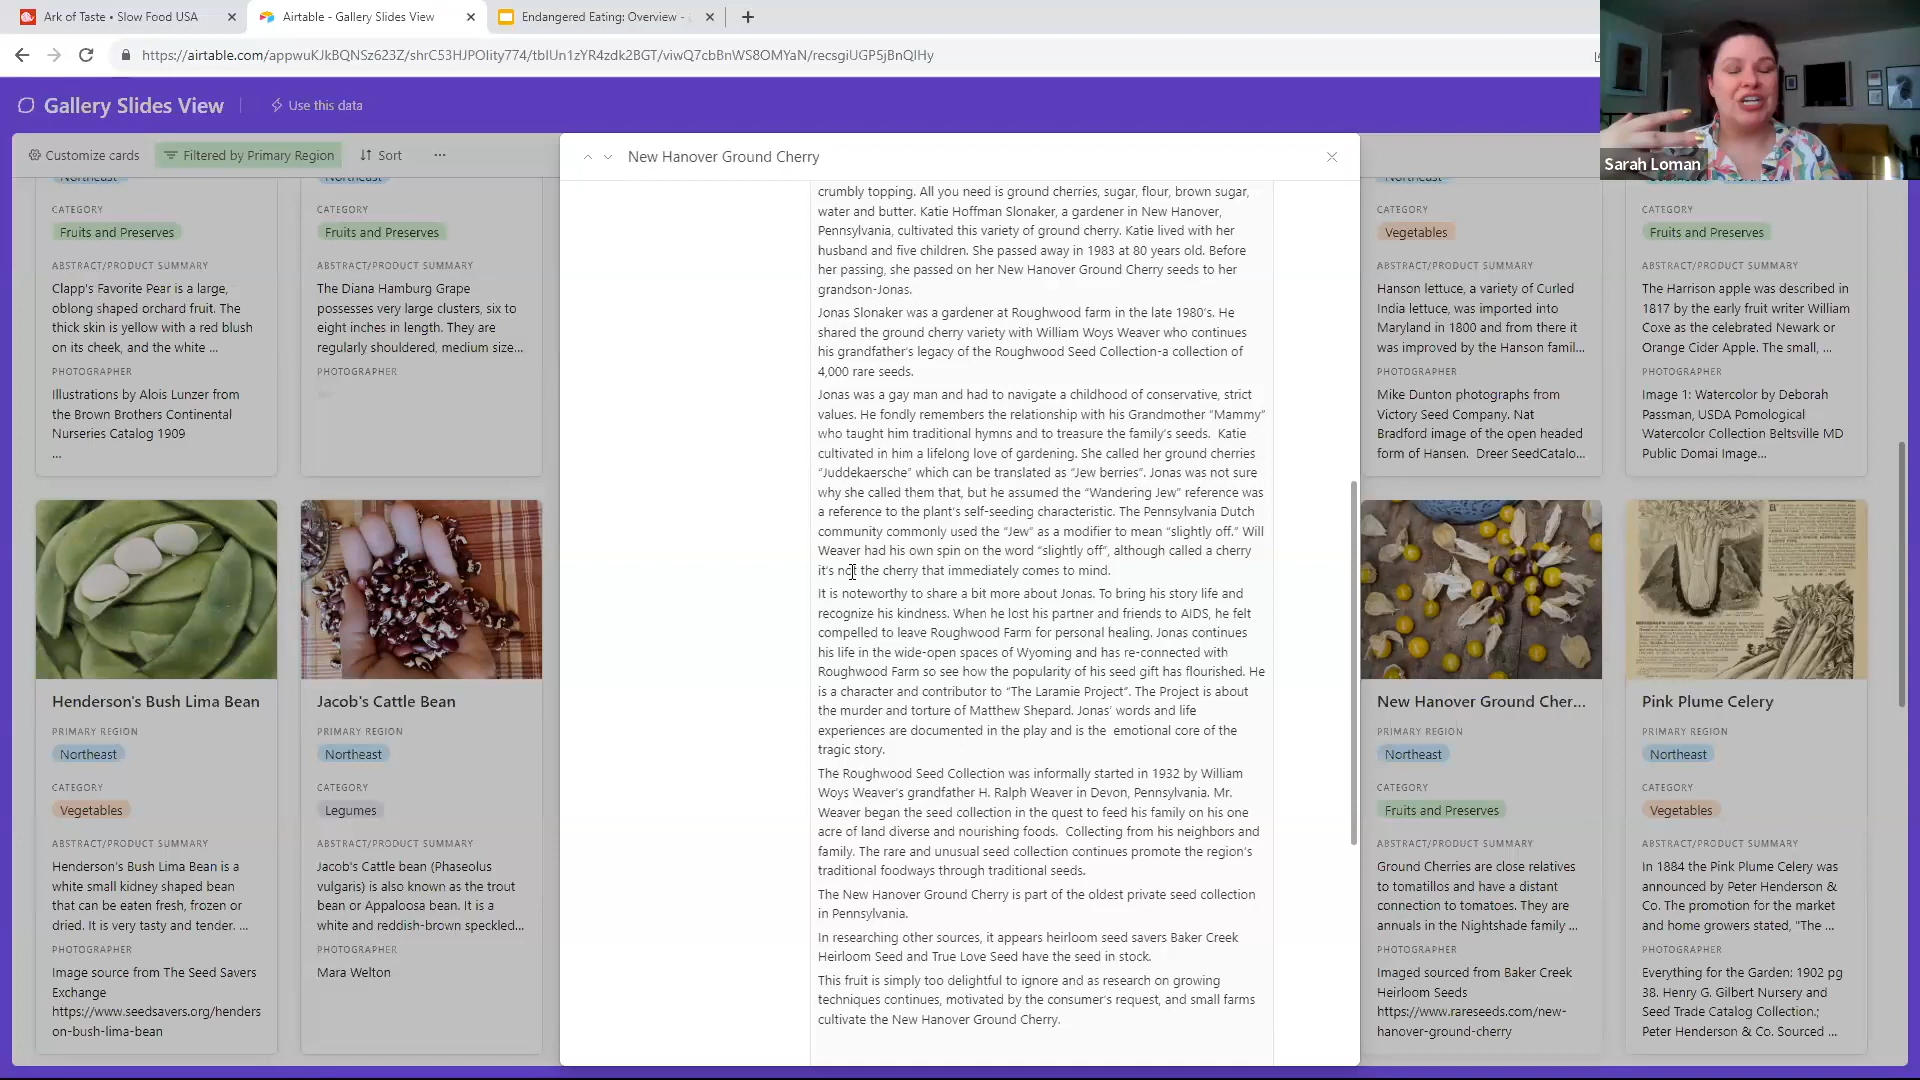 Ark of Taste • Slow Food USA
Airtable - Gallery Slides View
Endangered Eating: Overview -
https://airtable.com/appwuKJkBQNSz623Z/shrC53HJPOIity774/tblUn1zYR4zdk2BGT/viwQ7cbBnWS8OMYaN/recsgiUGP5jBnQIHy
Sarah Loman
Gallery Slides View
Use this data
Customize cards
Filtered by Primary Region
Sort
...
New Hanover Ground Cherry
crumbly topping. All you need is ground cherries, sugar, flour, brown sugar,
water and butter. Katie Hoffman Slonaker, a gardener in New Hanover,
Pennsylvania, cultivated this variety of ground cherry. Katie lived with her
husband and five children. She passed away in 1983 at 80 years old. Before
her passing, she passed on her New Hanover Ground Cherry seeds to her
grandson-Jonas.
Jonas Slonaker was a gardener at Roughwood farm in the late 1980's. He
shared the ground cherry variety with William Woys Weaver who continues
his grandfather's legacy of the Roughwood Seed Collection-a collection of
4,000 rare seeds.
Jonas was a gay man and had to navigate a childhood of conservative, strict
values. He fondly remembers the relationship with his Grandmother “Mammy”
who taught him traditional hymns and to treasure the family's seeds.  Katie
cultivated in him a lifelong love of gardening. She called her ground cherries
“Juddekaersche” which can be translated as “Jew berries”. Jonas was not sure
why she called them that, but he assumed the “Wandering Jew” reference was
a reference to the plant's self-seeding characteristic. The Pennsylvania Dutch
community commonly used the “Jew” as a modifier to mean “slightly off.” Will
Weaver had his own spin on the word “slightly off”, although called a cherry
it's not the cherry that immediately comes to mind.
It is noteworthy to share a bit more about Jonas. To bring his story life and
recognize his kindness. When he lost his partner and friends to AIDS, he felt
compelled to leave Roughwood Farm for personal healing. Jonas continues
his life in the wide-open spaces of Wyoming and has re-connected with
Roughwood Farm so see how the popularity of his seed gift has flourished. He
is a character and contributor to “The Laramie Project”. The Project is about
the murder and torture of Matthew Shepard. Jonas' words and life
experiences are documented in the play and is the  emotional core of the
tragic story.
The Roughwood Seed Collection was informally started in 1932 by William
Woys Weaver's grandfather H. Ralph Weaver in Devon, Pennsylvania. Mr.
Weaver began the seed collection in the quest to feed his family on his one
acre of land diverse and nourishing foods.  Collecting from his neighbors and
family. The rare and unusual seed collection continues promote the region's
traditional foodways through traditional seeds.
The New Hanover Ground Cherry is part of the oldest private seed collection
in Pennsylvania.
In researching other sources, it appears heirloom seed savers Baker Creek
Heirloom Seed and True Love Seed have the seed in stock.
This fruit is simply too delightful to ignore and as research on growing
techniques continues, motivated by the consumer's request, and small farms
cultivate the New Hanover Ground Cherry.
Northeast
CATEGORY
Fruits and Preserves
ABSTRACT/PRODUCT SUMMARY
Clapp's Favorite Pear is a large,
oblong shaped orchard fruit. The
thick skin is yellow with a red blush
on its cheek, and the white ...
PHOTOGRAPHER
Illustrations by Alois Lunzer from
the Brown Brothers Continental
Nurseries Catalog 1909
...
Northeast
CATEGORY
Fruits and Preserves
ABSTRACT/PRODUCT SUMMARY
The Diana Hamburg Grape
possesses very large clusters, six to
eight inches in length. They are
regularly shouldered, medium size...
PHOTOGRAPHER
Northeast
CATEGORY
Vegetables
ABSTRACT/PRODUCT SUMMARY
Hanson lettuce, a variety of Curled
India lettuce, was imported into
Maryland in 1800 and from there it
was improved by the Hanson famil...
PHOTOGRAPHER
Mike Dunton photographs from
Victory Seed Company. Nat
Bradford image of the open headed
form of Hansen.  Dreer SeedCatalo...
CATEGORY
Fruits and Preserves
ABSTRACT/PRODUCT SUMMARY
The Harrison apple was described in
1817 by the early fruit writer William
Coxe as the celebrated Newark or
Orange Cider Apple. The small, ...
PHOTOGRAPHER
Image 1: Watercolor by Deborah
Passman, USDA Pomological
Watercolor Collection Beltsville MD
Public Domai Image...
Henderson's Bush Lima Bean
PRIMARY REGION
Northeast
CATEGORY
Vegetables
ABSTRACT/PRODUCT SUMMARY
Henderson's Bush Lima Bean is a
white small kidney shaped bean
that can be eaten fresh, frozen or
dried. It is very tasty and tender. ...
PHOTOGRAPHER
Image source from The Seed Savers
Exchange
https://www.seedsavers.org/henders
on-bush-lima-bean
Jacob's Cattle Bean
PRIMARY REGION
Northeast
CATEGORY
Legumes
ABSTRACT/PRODUCT SUMMARY
Jacob's Cattle bean (Phaseolus
vulgaris) is also known as the trout
bean or Appaloosa bean. It is a
white and reddish-brown speckled...
PHOTOGRAPHER
Mara Welton
New Hanover Ground Cher...
PRIMARY REGION
Northeast
CATEGORY
Fruits and Preserves
ABSTRACT/PRODUCT SUMMARY
Ground Cherries are close relatives
to tomatillos and have a distant
connection to tomatoes. They are
annuals in the Nightshade family ...
PHOTOGRAPHER
Imaged sourced from Baker Creek
Heirloom Seeds
https://www.rareseeds.com/new-
hanover-ground-cherry
Pink Plume Celery
PRIMARY REGION
Northeast
CATEGORY
Vegetables
ABSTRACT/PRODUCT SUMMARY
In 1884 the Pink Plume Celery was
announced by Peter Henderson &
Co. The promotion for the market
and home growers stated, "The ...
PHOTOGRAPHER
Everything for the Garden: 1902 pg
38. Henry G. Gilbert Nursery and
Seed Trade Catalog Collection.;
Peter Henderson & Co. Sourced ...